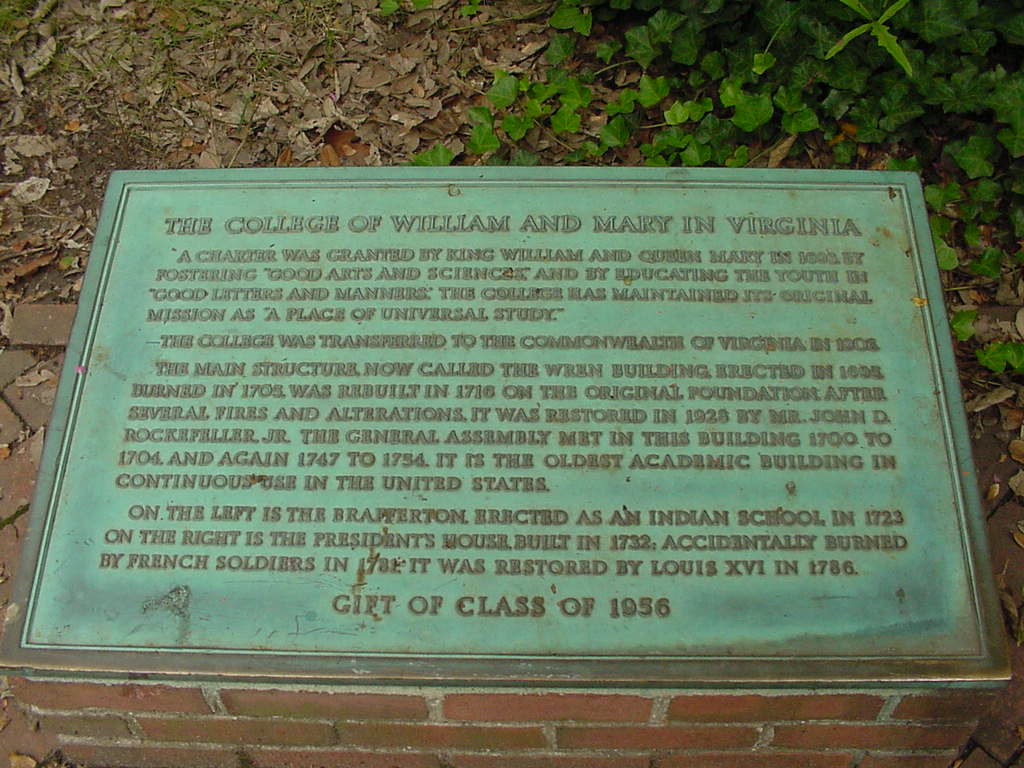 THE COLLEGE OF WILLIAM AND MARY IN VIRGINIA
A CHARTER WAS GRANTED BY KING WILLIAM AND QUEEN MARY IN 1693. BY
FOSTERING "GOOD ARTS AND SCIENCES", AND BY EDUCATING THE YOUTH IN
"GOOD LETTERS AND MANNERS." THE COLLEGE HAS MAINTAINED ITS ORIGINAL
MISSION AS "A PLACE OF UNIVERSAL STUDY."
THE COLLEGE WAS TRANSFERRED TO THE COMMONWEALTH OF VIRGINIA IN 1906.
THE MAIN STRUCTURE, NOW CALLED THE WREN BUILDING, ERECTED IN 1695,
BURNED IN 1705, WAS REBUILT IN 1716 ON THE ORIGINAL FOUNDATION. AFTER
SEVERAL FIRES AND ALTERATIONS, IT WAS RESTORED IN 1928 BY MR. JOHN D.
ROCKEFELLER, JR. THE GENERAL ASSEMBLY MET IN THIS BUILDING 1700 TO
1704, AND AGAIN 1747 TO 1754. IT IS THE OLDEST ACADEMIC BUILDING IN
CONTINUOUS USE IN THE UNITED STATES.
ON THE LEFT IS THE BRAFFERTON, ERECTED AS AN INDIAN SCHOOL IN 1723
ON THE RIGHT IS THE PRESIDENT'S HOUSE, BUILT IN 1732; ACCIDENTALLY BURNED
BY FRENCH SOLDIERS IN 1781; IT WAS RESTORED BY LOUIS XVI IN 1786.
GIFT OF CLASS OF 1956